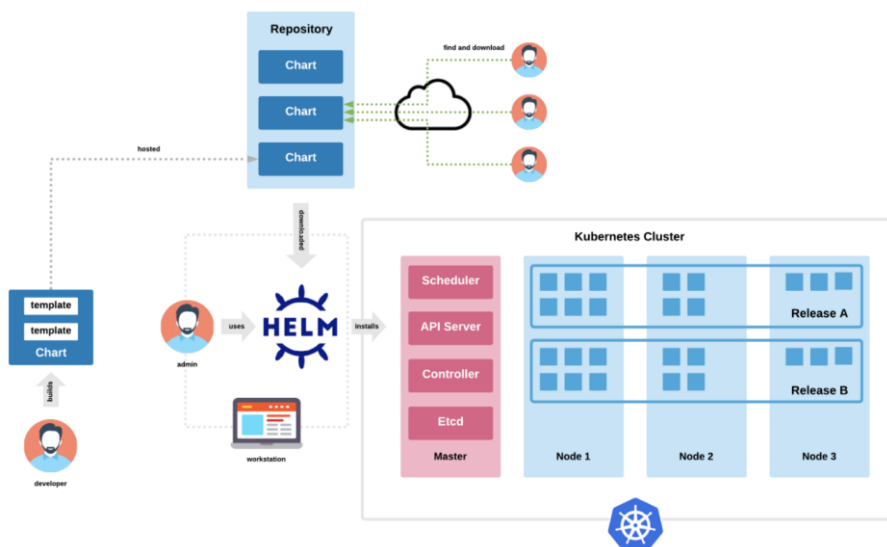 Repository
Chart
Chart
Chart
find and download
hosted
downloaded
template
template
Chart
builds
developer
admin
uses
HELM
installs
workstation
Kubernetes Cluster
Scheduler
API Server
Controller
Etcd
Master
Release A
Release B
Node 1
Node 2
Node 3